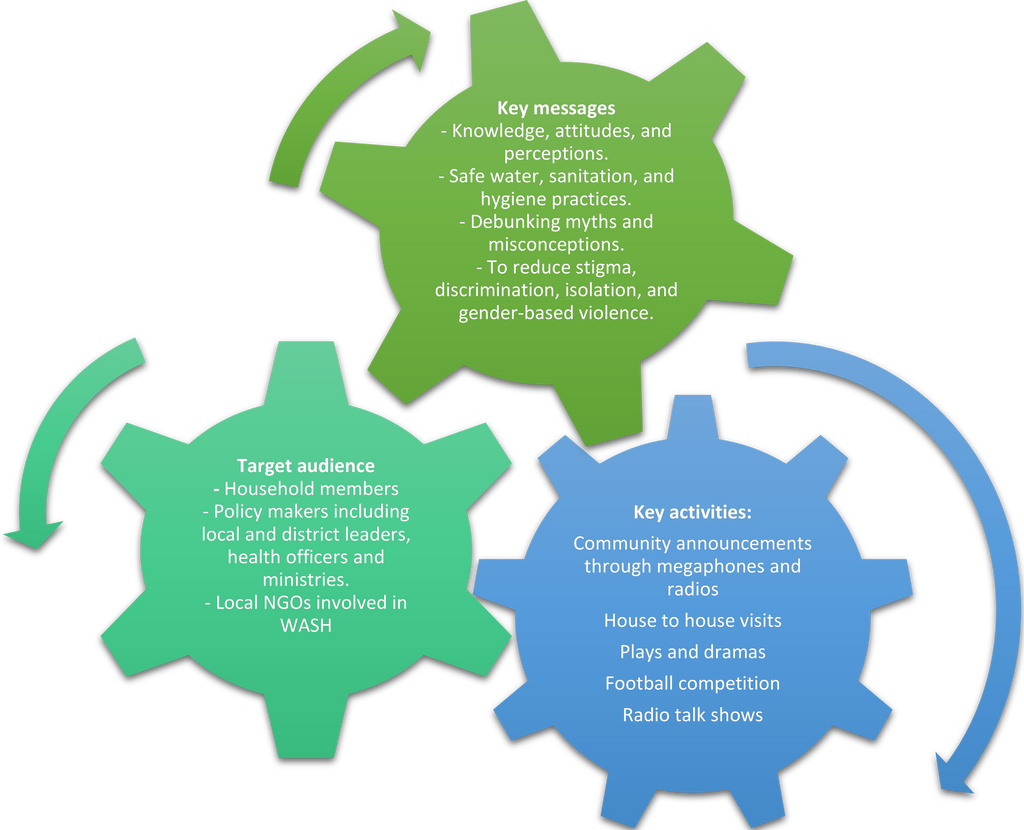 Key messages
- Knowledge, attitudes, and
perceptions.
- Safe water, sanitation, and
hygiene practices.
- Debunking myths and
misconceptions.
- To reduce stigma,
discrimination, isolation, and
gender-based violence.
Target audience
- Household members
- Policy makers including
local and district leaders,
health officers and
ministries.
- Local NGOs involved in
WASH
Key activities:
Community announcements
through megaphones and
radios
House to house visits
Plays and dramas
Football competition
Radio talk shows